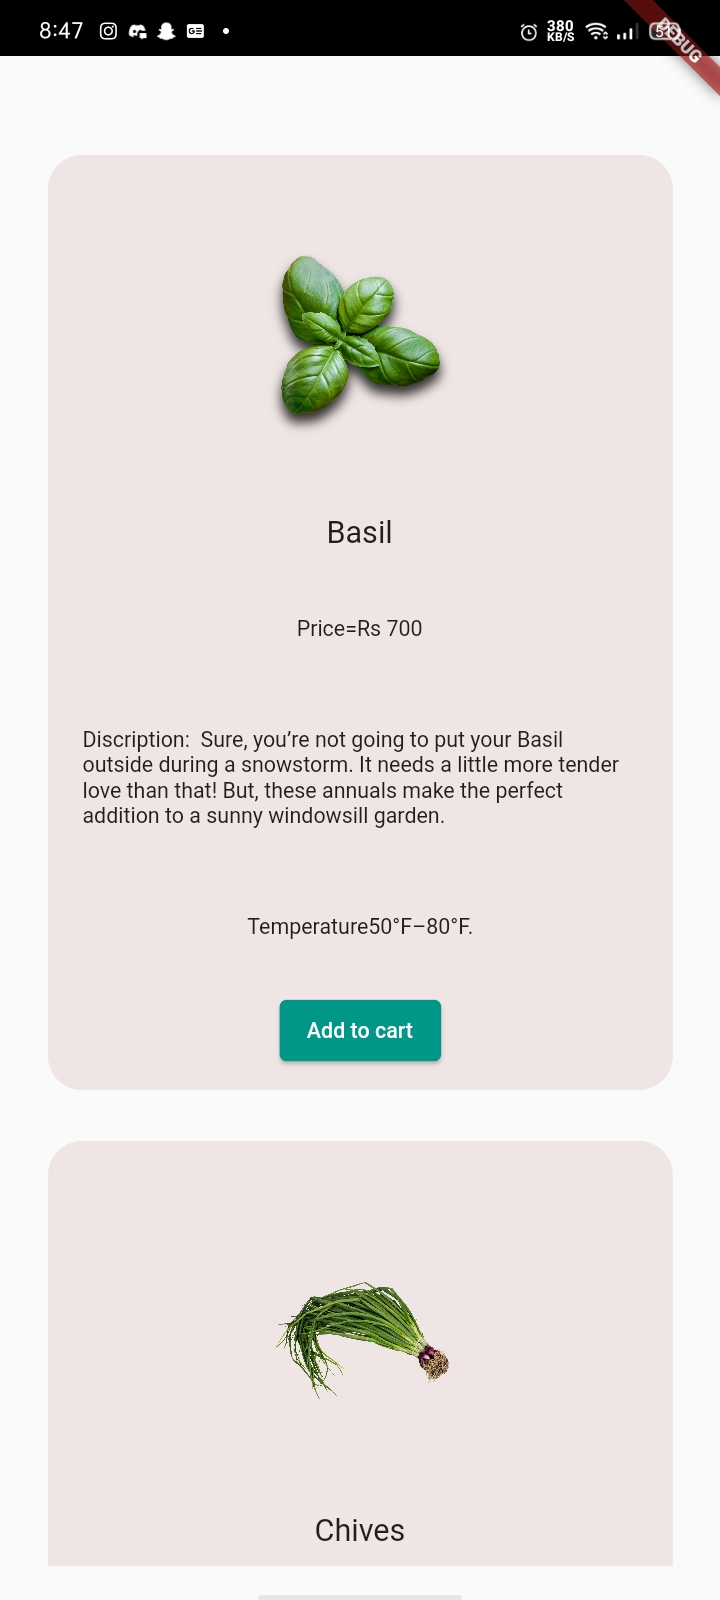 8:47
GE
380
KB/S
51
DEBUG
Basil
Price=Rs 700
Discription:  Sure, you’re not going to put your Basil
outside during a snowstorm. It needs a little more tender
love than that! But, these annuals make the perfect
addition to a sunny windowsill garden.
Temperature50°F–80°F.
Add to cart
Chives